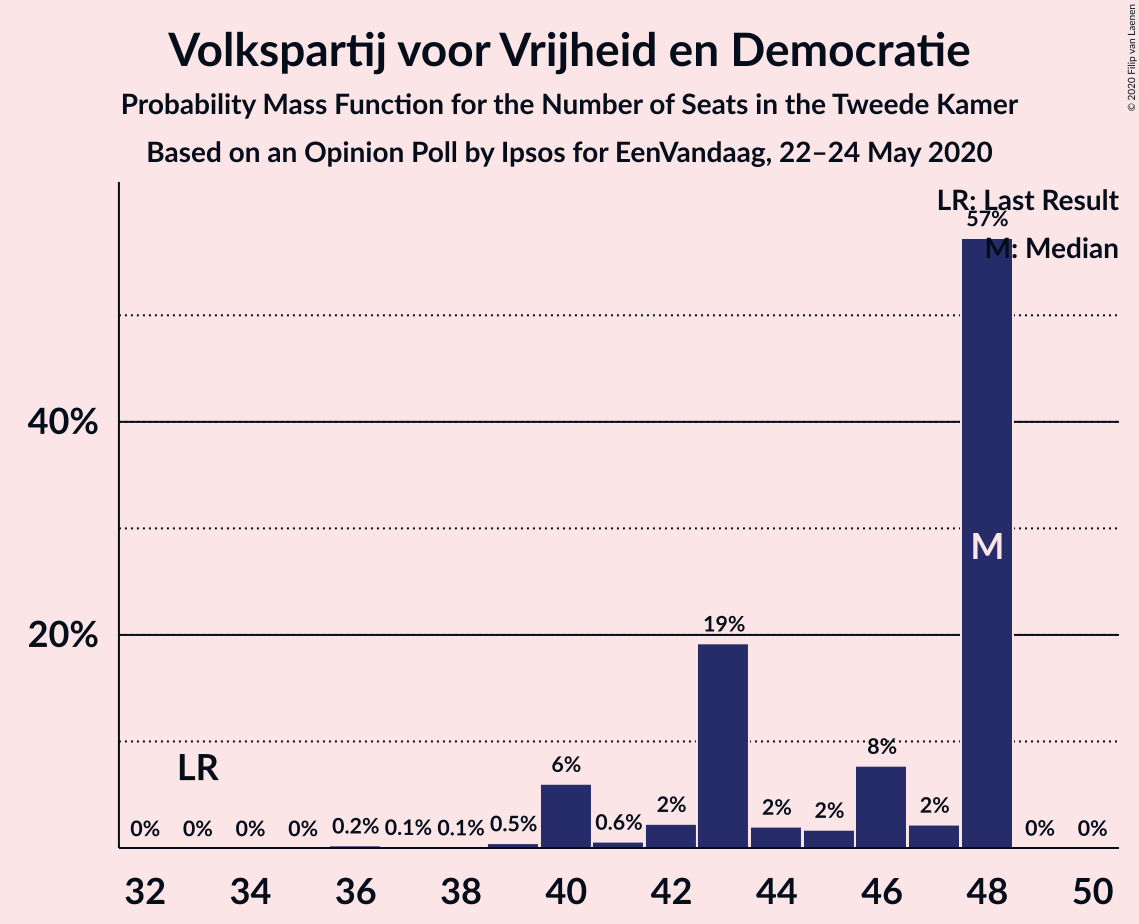 Volkspartij voor Vrijheid en Democratie
Probability Mass Function for the Number of Seats in the Tweede Kamer
Based on an Opinion Poll by Ipsos for EenVandaag, 22–24 May 2020
© 2020 Filip van Laenen
LR: Last Result
57%
M: Median
40%
M
20%
19%
LR
8%
6%
0% 0% 0% 0% 0.2% 0.1% 0.1% 0.5% 0.6% 2% 2% 2% 2% 0% 0%
32 34 36 38 40 42 44 46 48 50